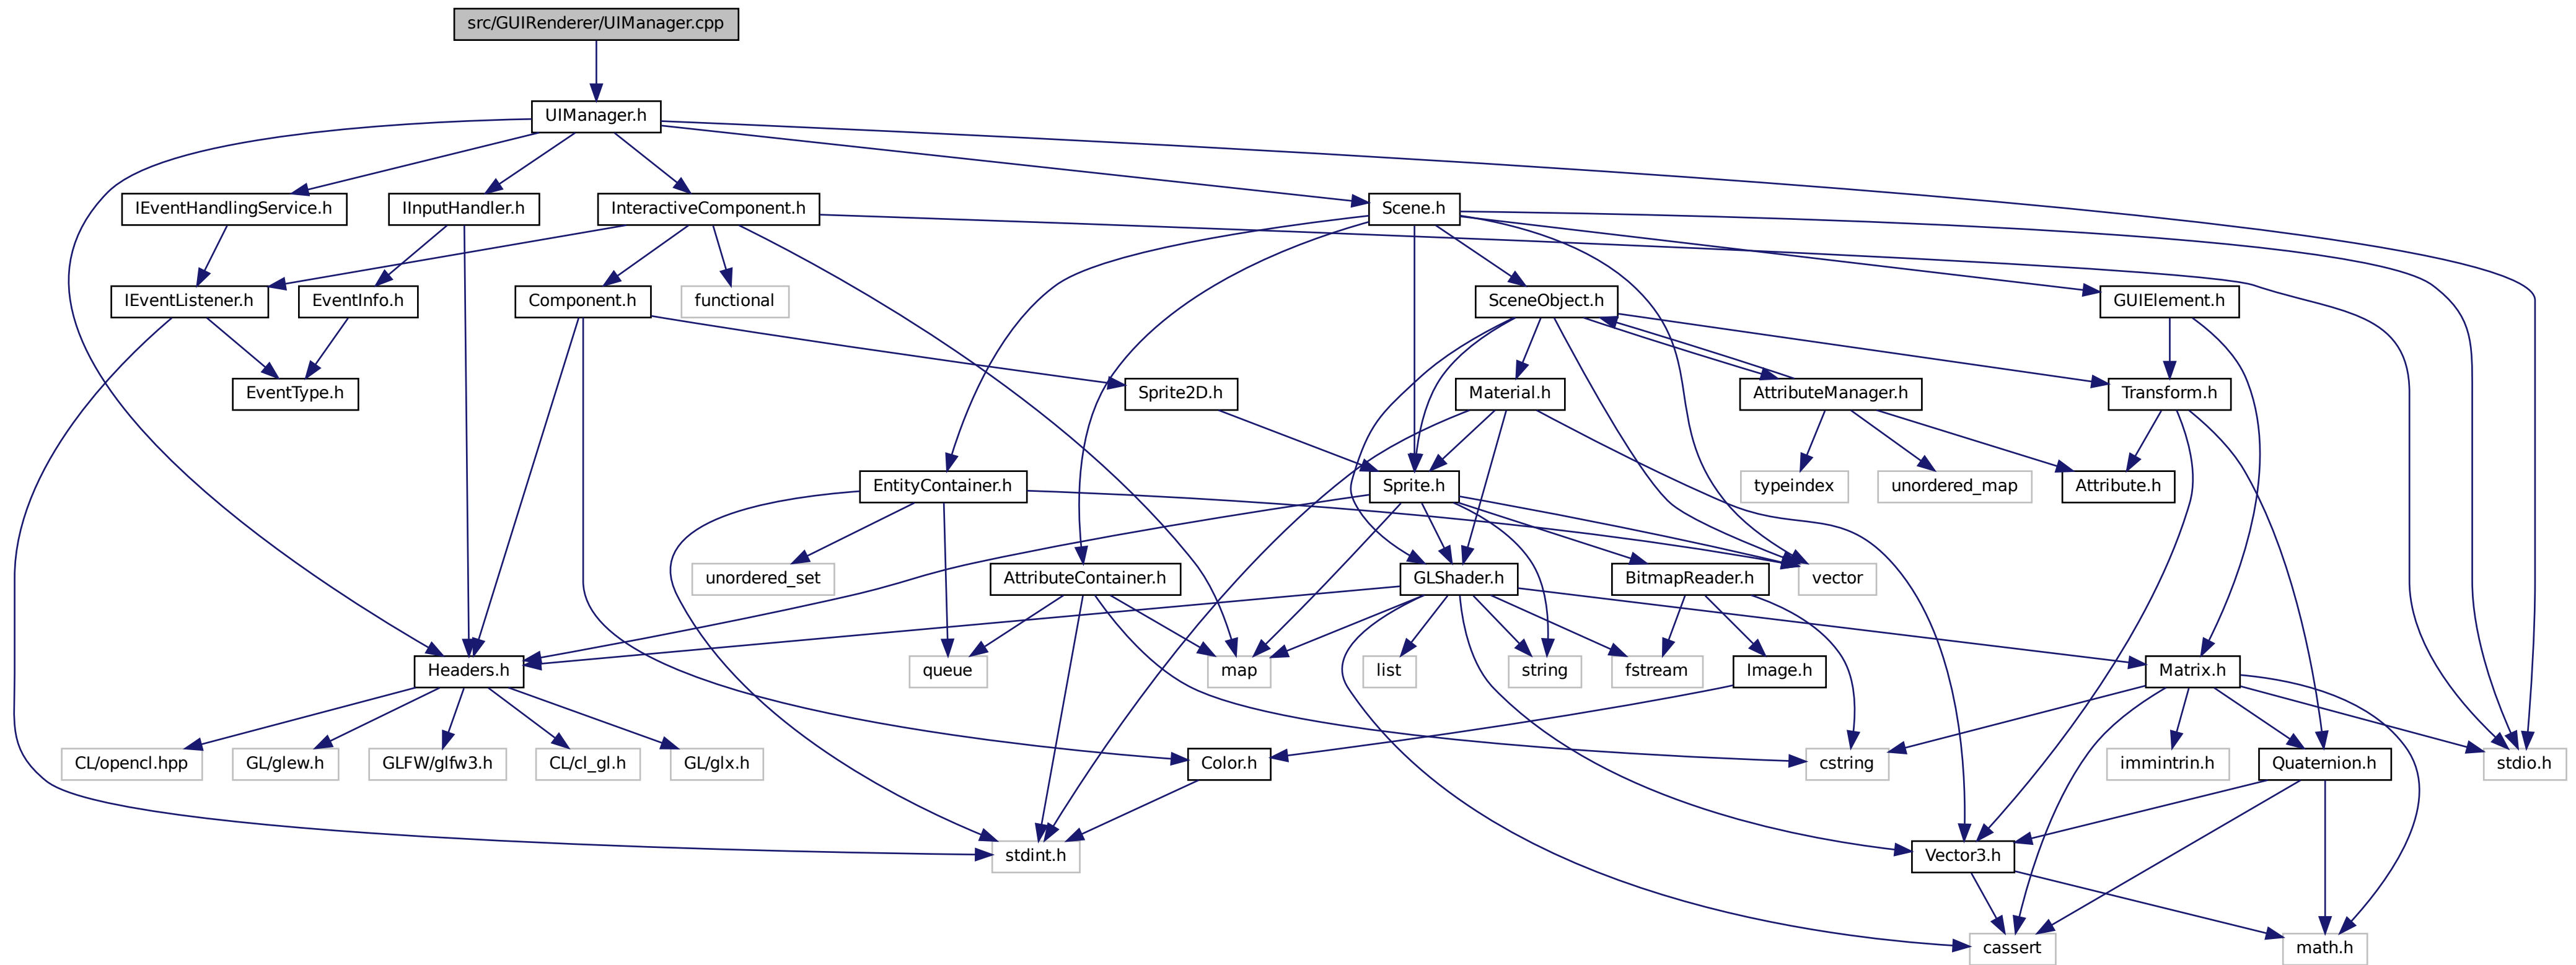 src/GUIRenderer/UIManager.cpp
UIManager.h
IEventHandlingService.h
IInputHandler.h
InteractiveComponent.h
Scene.h
IEventListener.h
EventInfo.h
Component.h
functional
SceneObject.h
GUIElement.h
EventType.h
Sprite2D.h
Material.h
AttributeManager.h
Transform.h
EntityContainer.h
Sprite.h
typeindex
unordered_map
Attribute.h
unordered_set
AttributeContainer.h
GLShader.h
BitmapReader.h
vector
Headers.h
queue
map
list
string
fstream
Image.h
Matrix.h
CL/opencl.hpp
GL/glew.h
GLFW/glfw3.h
CL/cl_gl.h
GL/glx.h
Color.h
cstring
immintrin.h
Quaternion.h
stdio.h
stdint.h
Vector3.h
cassert
math.h